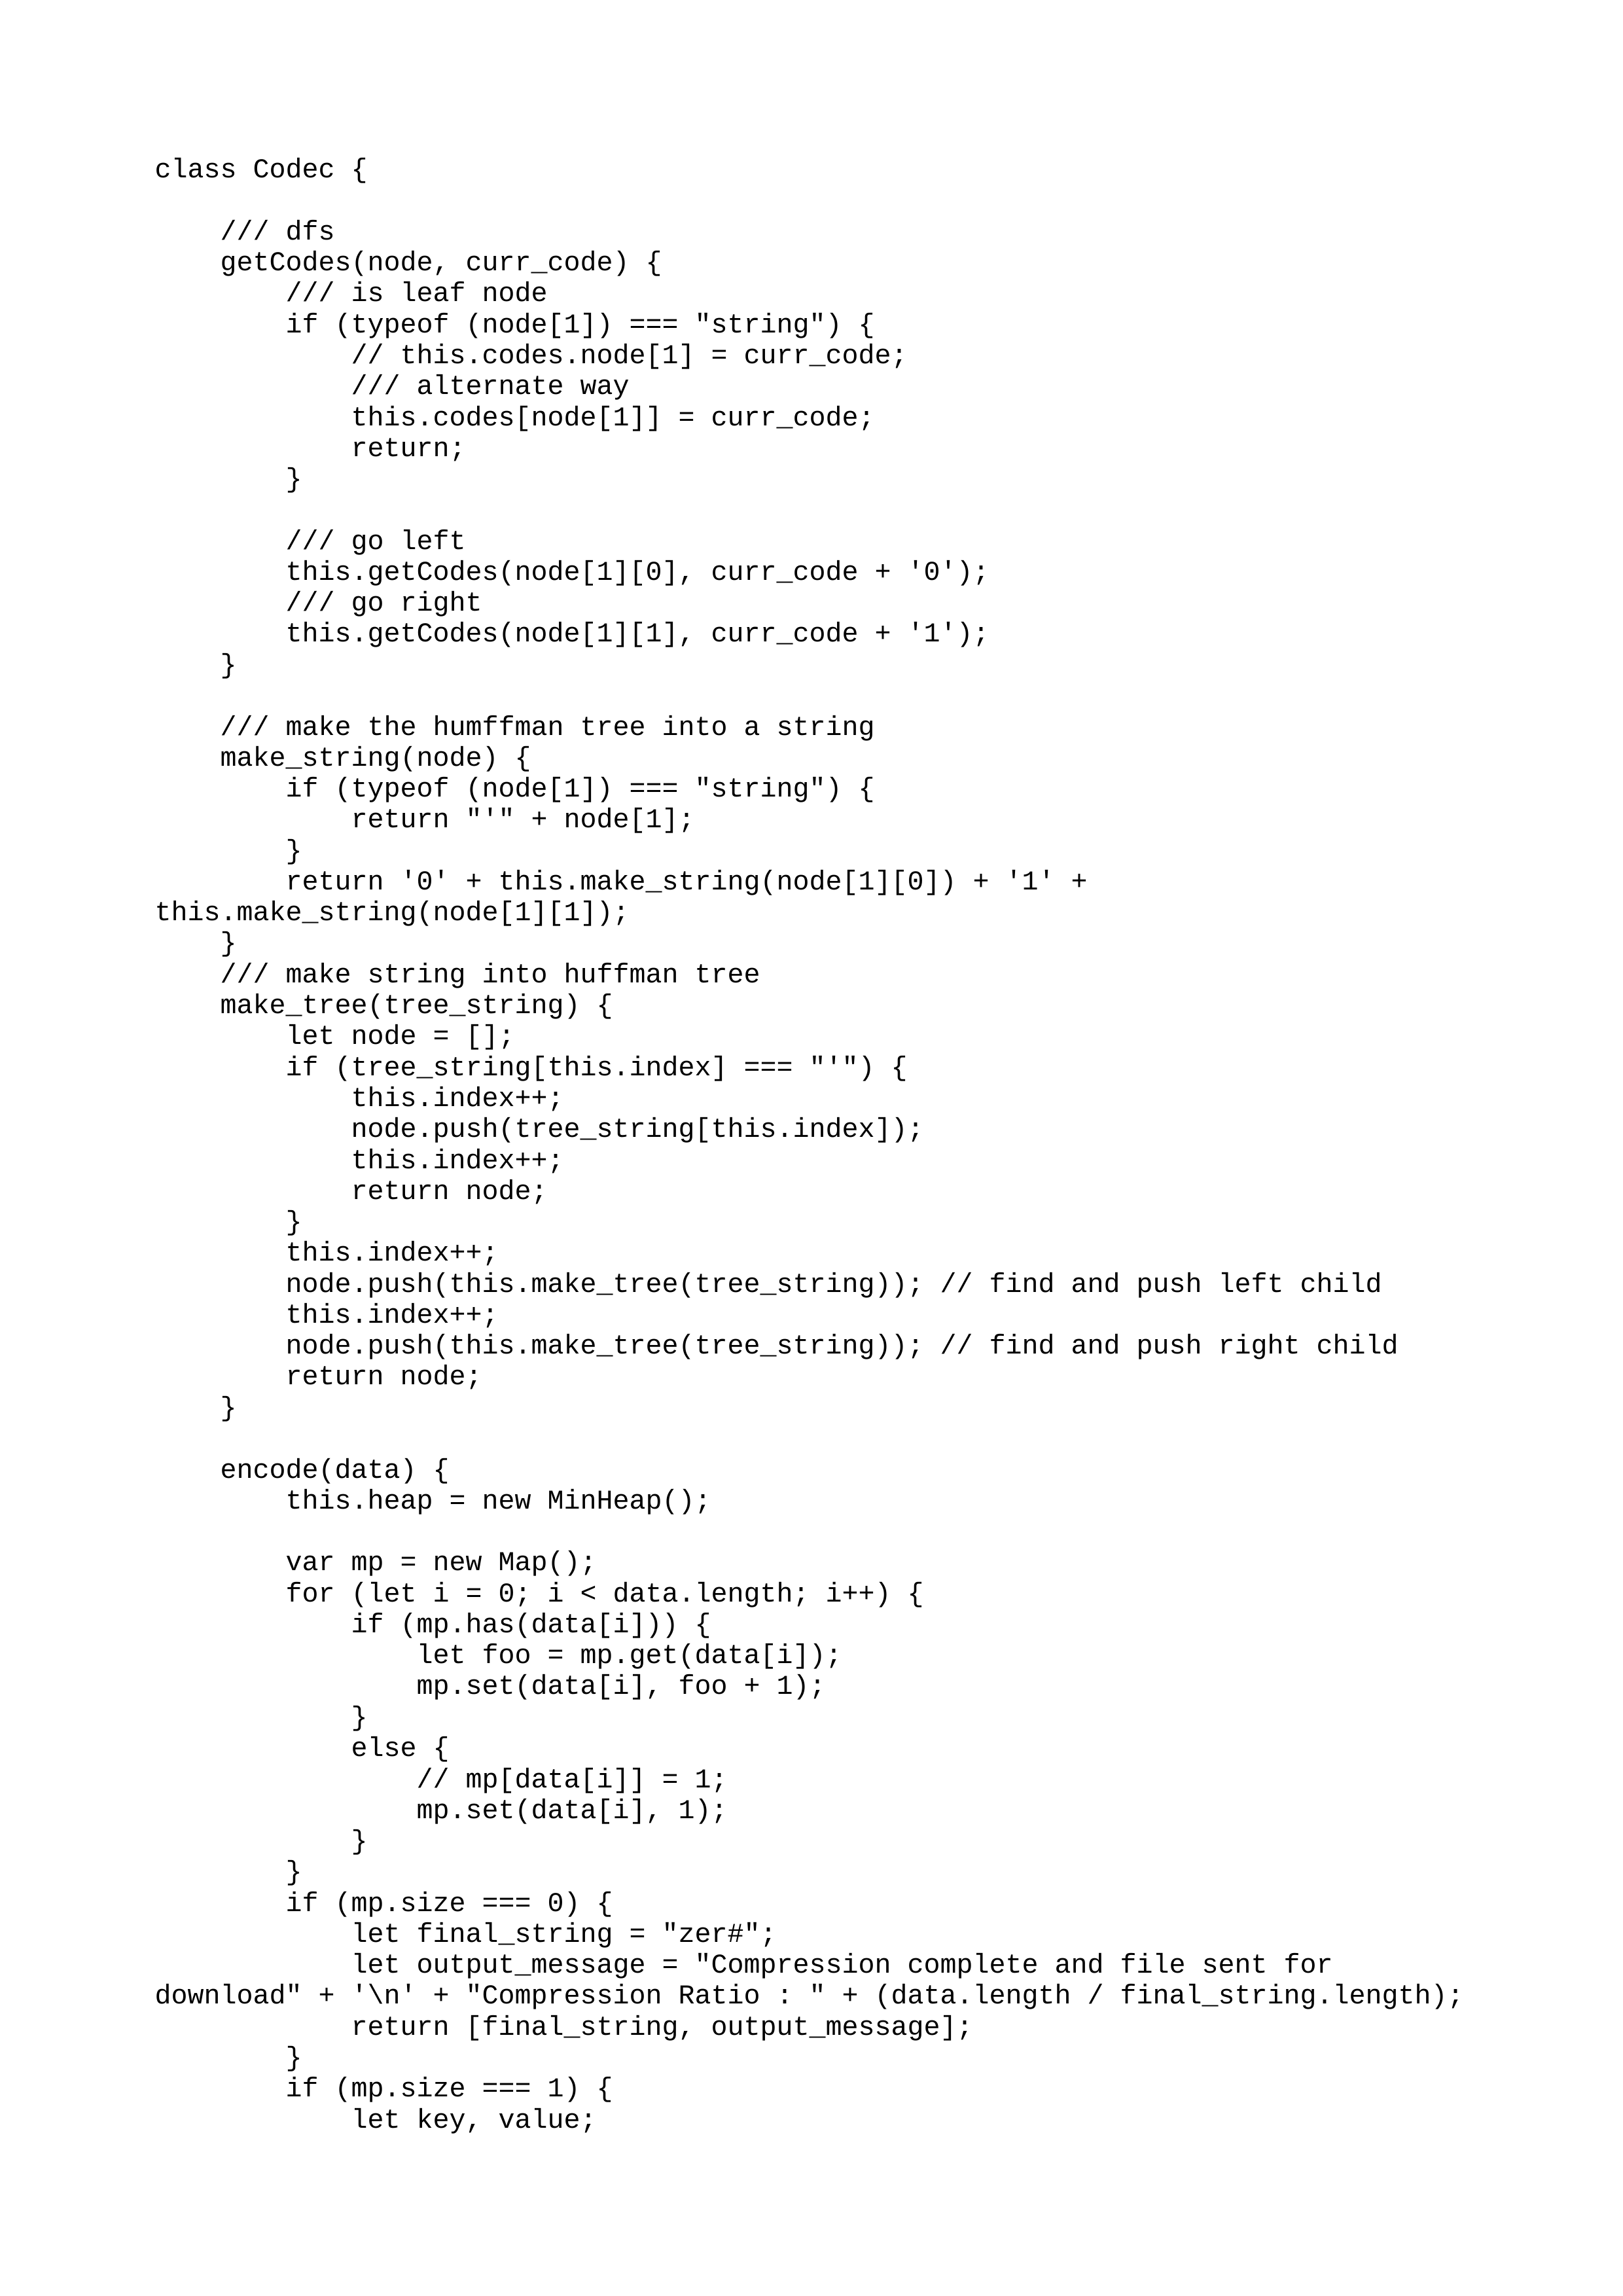 class Codec {

    /// dfs
    getCodes(node, curr_code) {
        /// is leaf node
        if (typeof (node[1]) === "string") {
            // this.codes.node[1] = curr_code;
            /// alternate way
            this.codes[node[1]] = curr_code;
            return;
        }

        /// go left
        this.getCodes(node[1][0], curr_code + '0');
        /// go right
        this.getCodes(node[1][1], curr_code + '1');
    }

    /// make the humffman tree into a string
    make_string(node) {
        if (typeof (node[1]) === "string") {
            return "'" + node[1];
        }
        return '0' + this.make_string(node[1][0]) + '1' +
this.make_string(node[1][1]);
    }
    /// make string into huffman tree
    make_tree(tree_string) {
        let node = [];
        if (tree_string[this.index] === "'") {
            this.index++;
            node.push(tree_string[this.index]);
            this.index++;
            return node;
        }
        this.index++;
        node.push(this.make_tree(tree_string)); // find and push left child
        this.index++;
        node.push(this.make_tree(tree_string)); // find and push right child
        return node;
    }

    encode(data) {
        this.heap = new MinHeap();

        var mp = new Map();
        for (let i = 0; i < data.length; i++) {
            if (mp.has(data[i])) {
                let foo = mp.get(data[i]);
                mp.set(data[i], foo + 1);
            }
            else {
                // mp[data[i]] = 1;
                mp.set(data[i], 1);
            }
        }
        if (mp.size === 0) {
            let final_string = "zer#";
            let output_message = "Compression complete and file sent for
download" + '\n' + "Compression Ratio : " + (data.length / final_string.length);
            return [final_string, output_message];
        }
        if (mp.size === 1) {
            let key, value;